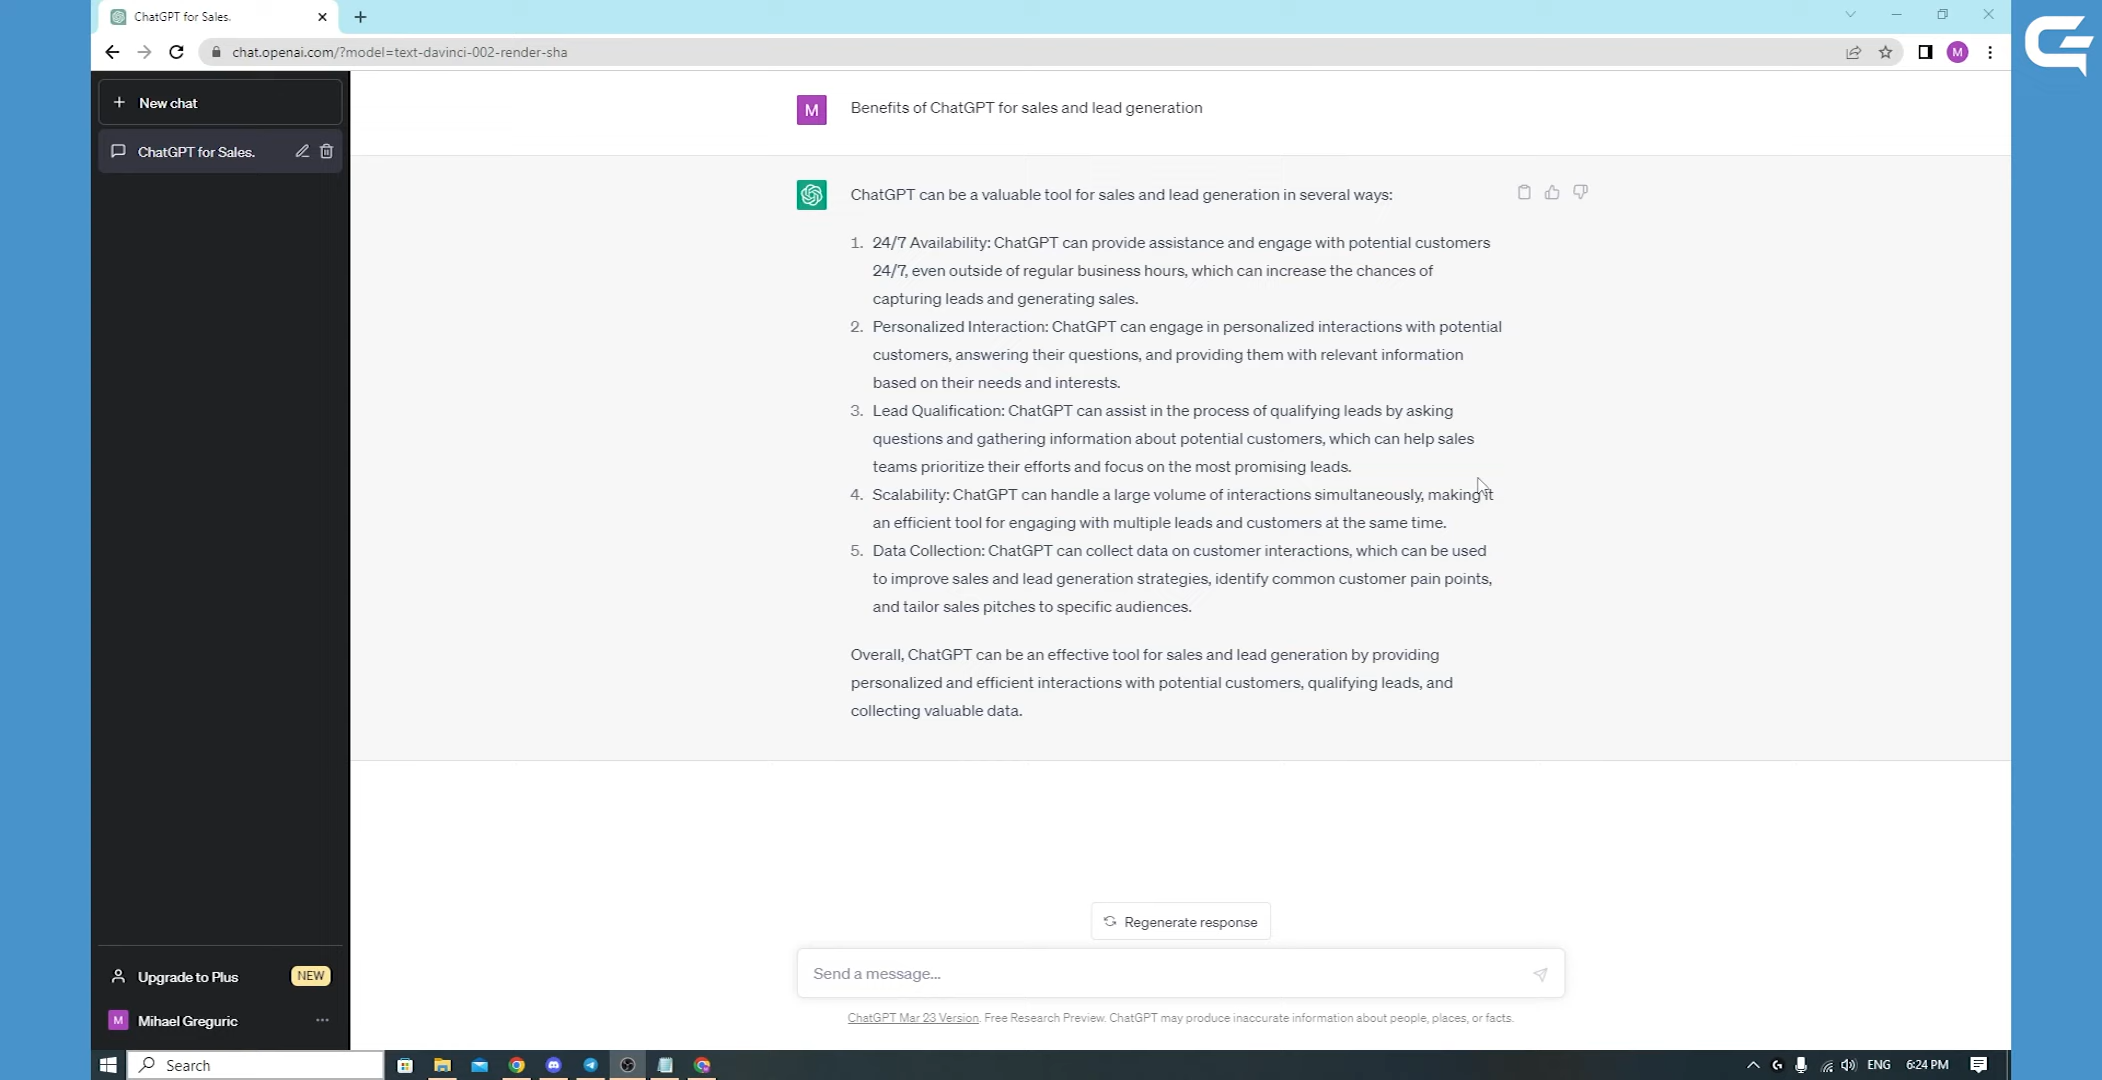 ChatGPT for Sales.
chat.openai.com/?model=text-davinci-002-render-sha
M
New chat
ChatGPT for Sales.
M
Benefits of ChatGPT for sales and lead generation
ChatGPT can be a valuable tool for sales and lead generation in several ways:
1. 24/7 Availability: ChatGPT can provide assistance and engage with potential customers
24/7, even outside of regular business hours, which can increase the chances of
capturing leads and generating sales.
2. Personalized Interaction: ChatGPT can engage in personalized interactions with potential
customers, answering their questions, and providing them with relevant information
based on their needs and interests.
3. Lead Qualification: ChatGPT can assist in the process of qualifying leads by asking
questions and gathering information about potential customers, which can help sales
teams prioritize their efforts and focus on the most promising leads.
4. Scalability: ChatGPT can handle a large volume of interactions simultaneously, making it
an efficient tool for engaging with multiple leads and customers at the same time.
5. Data Collection: ChatGPT can collect data on customer interactions, which can be used
to improve sales and lead generation strategies, identify common customer pain points,
and tailor sales pitches to specific audiences.
Overall, ChatGPT can be an effective tool for sales and lead generation by providing
personalized and efficient interactions with potential customers, qualifying leads, and
collecting valuable data.
Regenerate response
Send a message...
ChatGPT Mar 23 Version. Free Research Preview. ChatGPT may produce inaccurate information about people, places, or facts.
Upgrade to Plus NEW
M Mihael Greguric
Search
ENG 6:24 PM